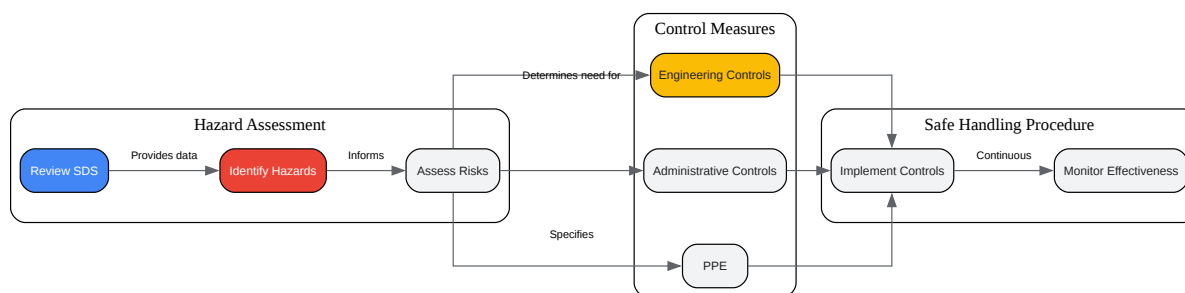 Control Measures
Determines need for
Engineering Controls
Hazard Assessment
Safe Handling Procedure
Review SDS
Provides data
Identify Hazards
Informs
Assess Risks
Administrative Controls
Implement Controls
Continuous
Monitor Effectiveness
Specifies
PPE